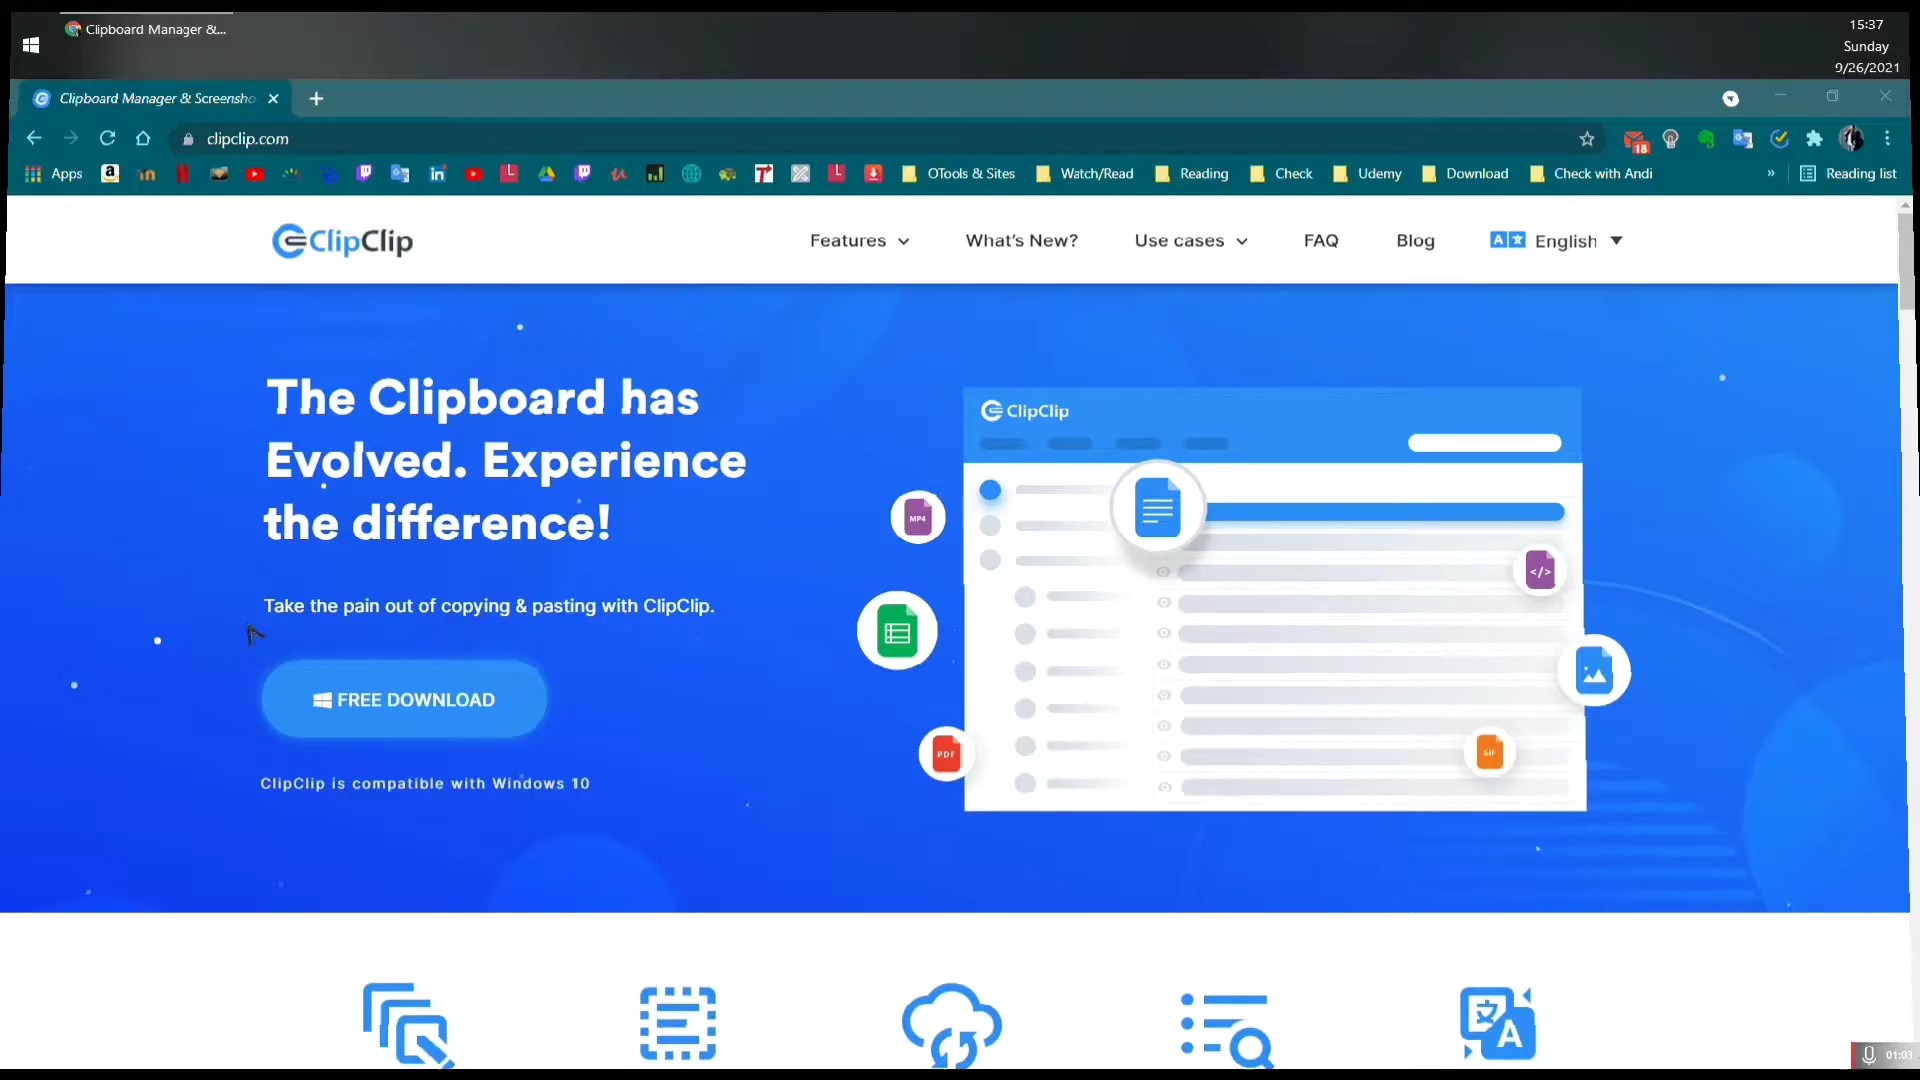 Clipboard Manager &...
15:37
Sunday
9/26/2021
Clipboard Manager & Screensho
clipclip.com
18
Apps
OTools & Sites
Watch/Read
Reading
Check
Udemy
Download
Check with Andi
»
Reading list
ClipClip
Features
What's New?
Use cases
FAQ
Blog
English
The Clipboard has
Evolved. Experience
the difference!
Take the pain out of copying & pasting with ClipClip.
FREE DOWNLOAD
ClipClip is compatible with Windows 10
ClipClip
MP4
</>
PDF
GIF
A
01:03